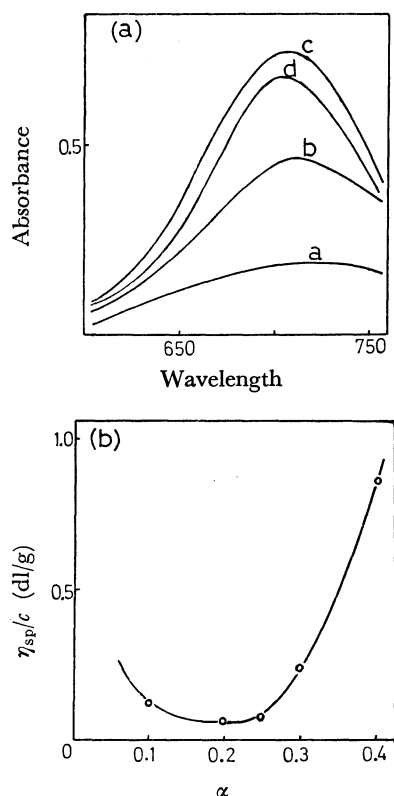 (a)
c
d
b
a
0.5
Absorbance
650 750
Wavelength
(b)
1.0
0.5
0
ηsp/c (dl/g)
0.1 0.2 0.3 0.4
α